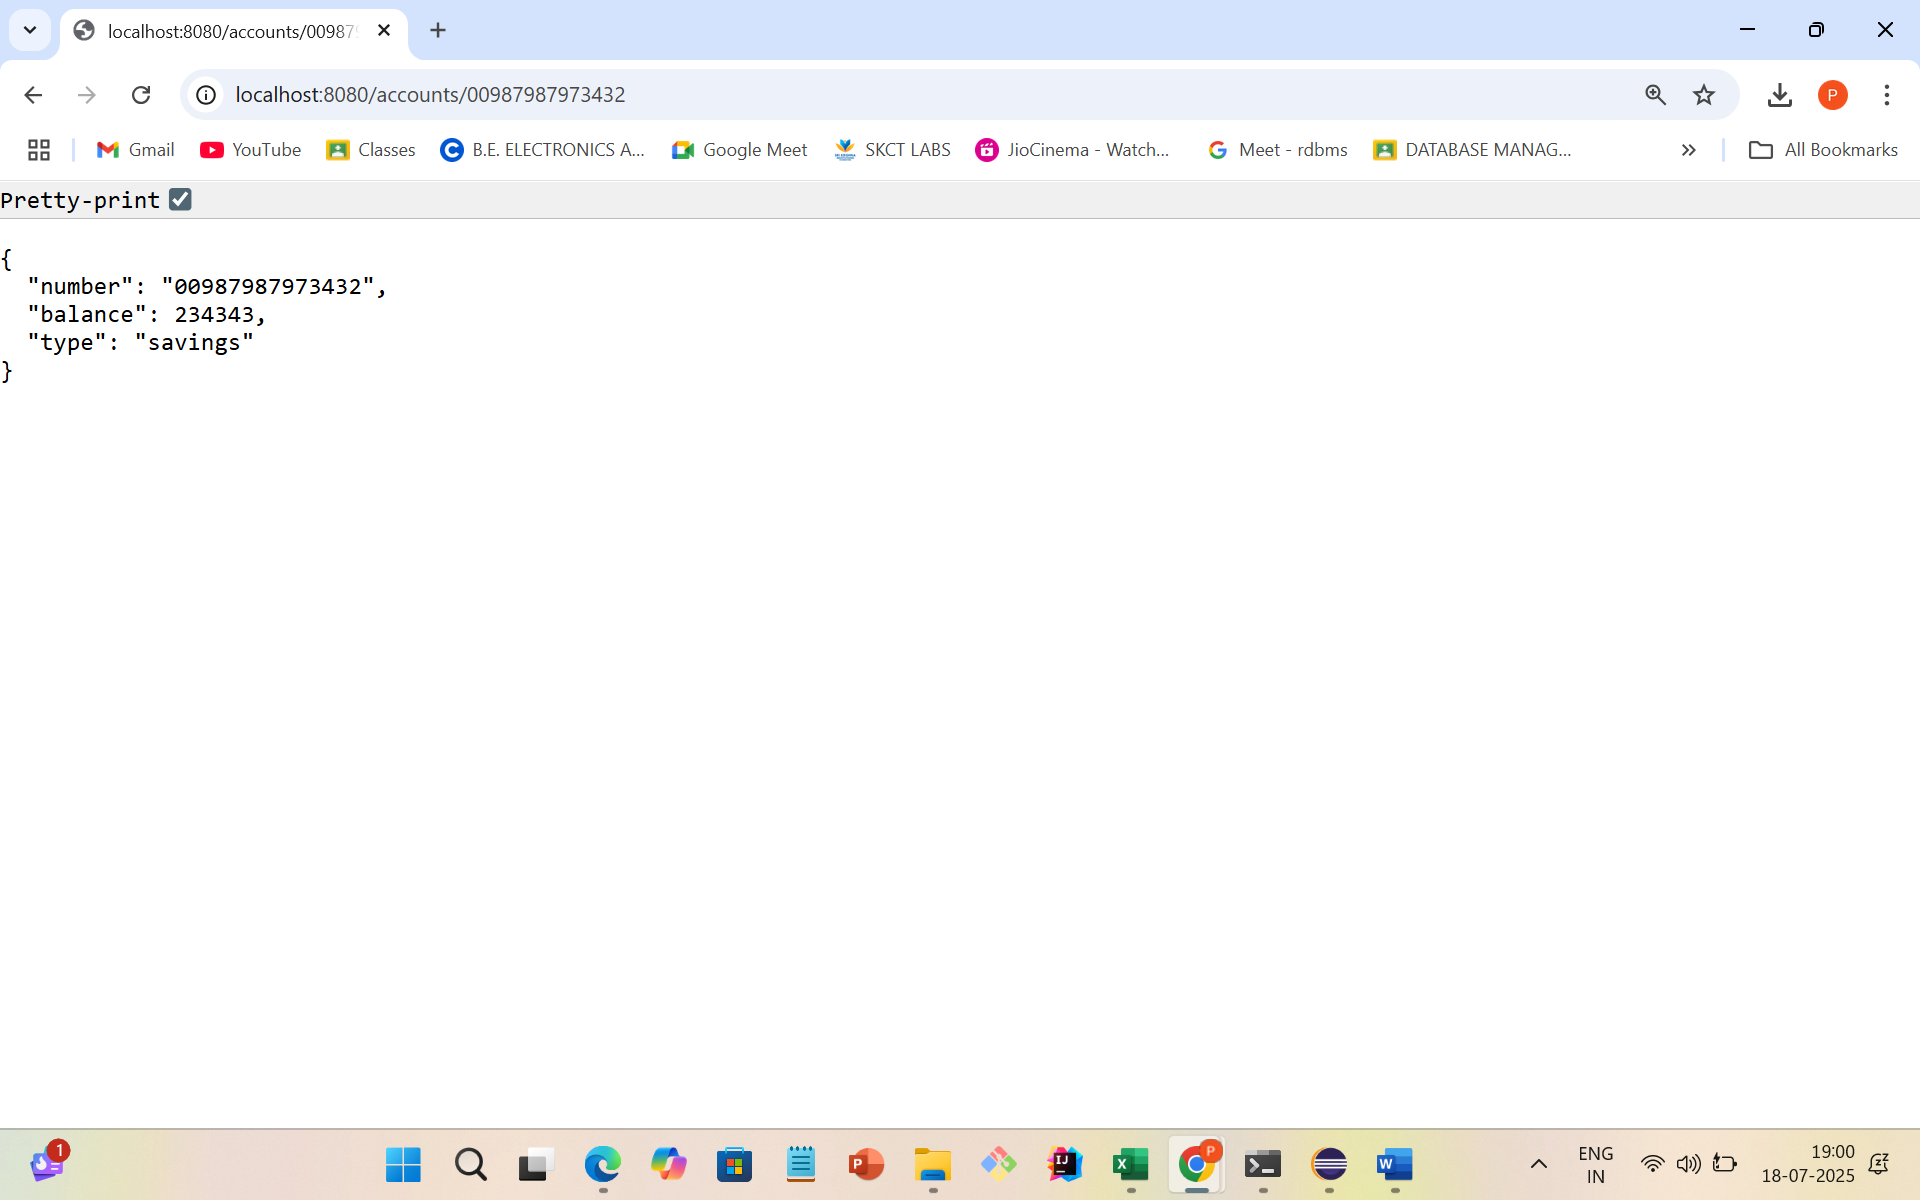 localhost:8080/accounts/00987
localhost:8080/accounts/00987987973432
P
Gmail
YouTube
Classes
B.E. ELECTRONICS A...
Google Meet
SKCT LABS
JioCinema - Watch...
Meet - rdbms
DATABASE MANAG...
All Bookmarks
Pretty-print
{
"number": "00987987973432",
"balance": 234343,
"type": "savings"
}
1
P
IJ
X
P
W
ENG
IN
19:00
18-07-2025